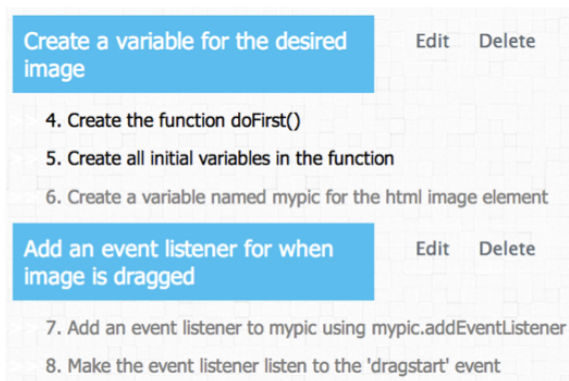 Create a variable for the desired image Edit Delete
4. Create the function doFirst()
5. Create all initial variables in the function
6. Create a variable named mypic for the html image element
Add an event listener for when image is dragged Edit Delete
7. Add an event listener to mypic using mypic.addEventListener
8. Make the event listener listen to the 'dragstart' event